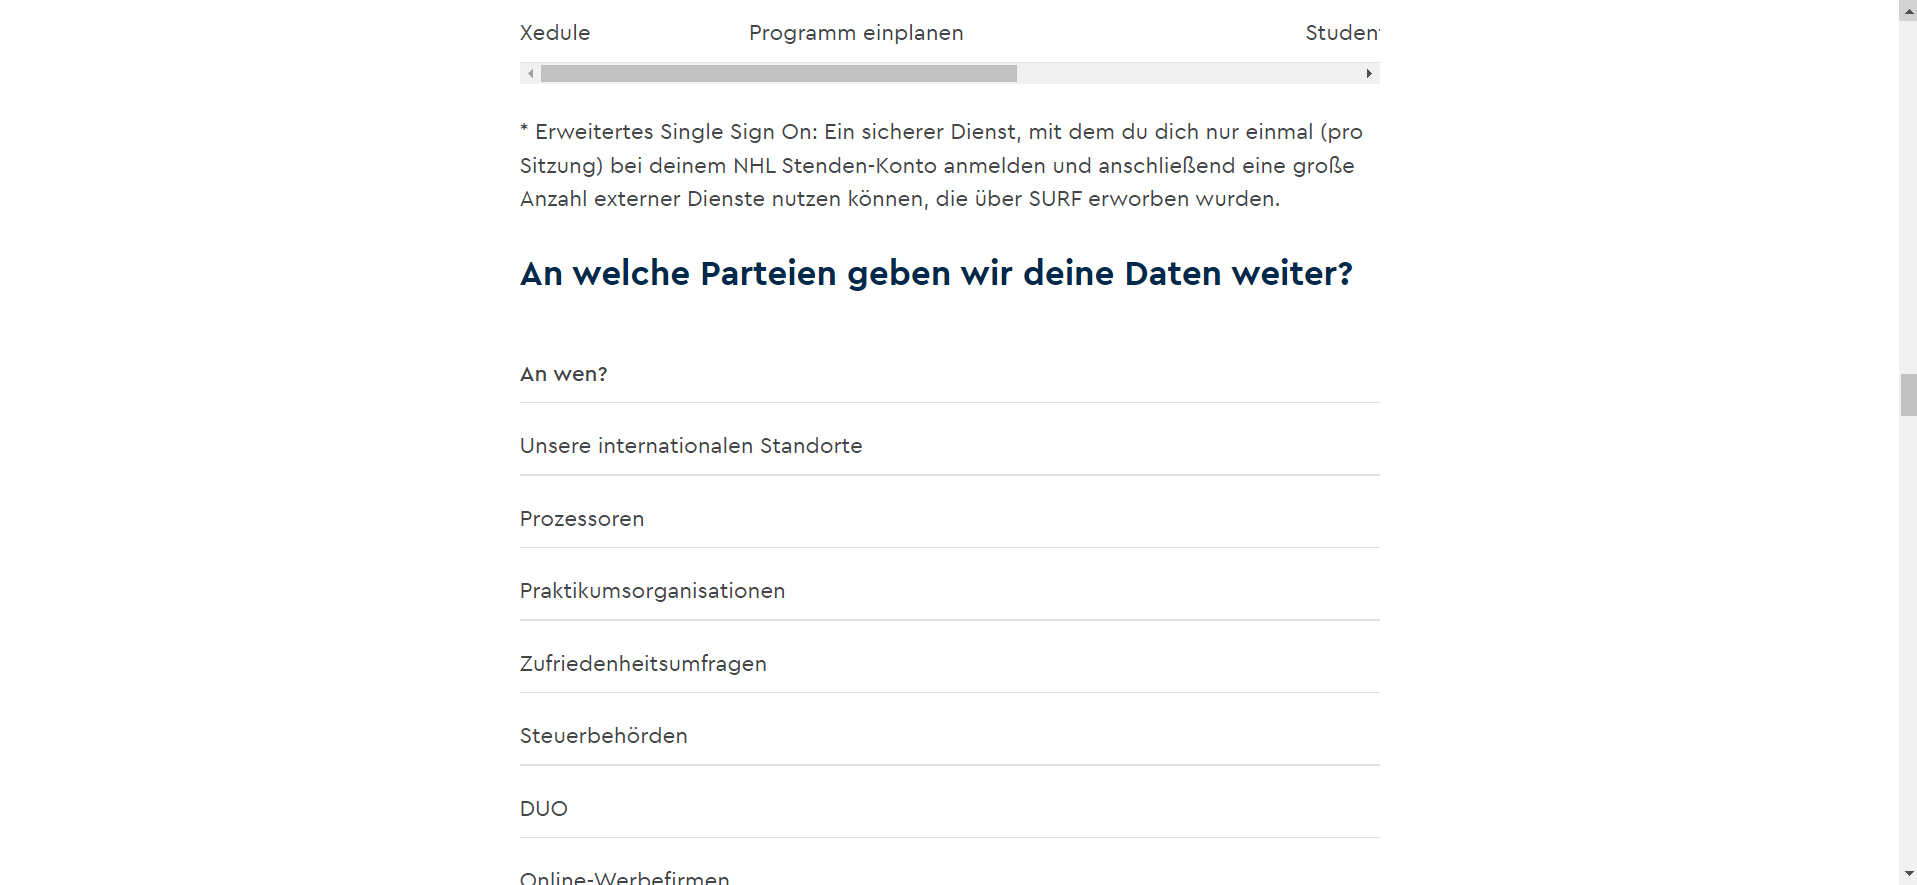 Xedule Programm einplanen Student
* Erweitertes Single Sign On: Ein sicherer Dienst, mit dem du dich nur einmal (pro
Sitzung) bei deinem NHL Stenden-Konto anmelden und anschließend eine große
Anzahl externer Dienste nutzen können, die über SURF erworben wurden.
An welche Parteien geben wir deine Daten weiter?
An wen?
Unsere internationalen Standorte
Prozessoren
Praktikumsorganisationen
Zufriedenheitsumfragen
Steuerbehörden
DUO
Online-Werbefirmen